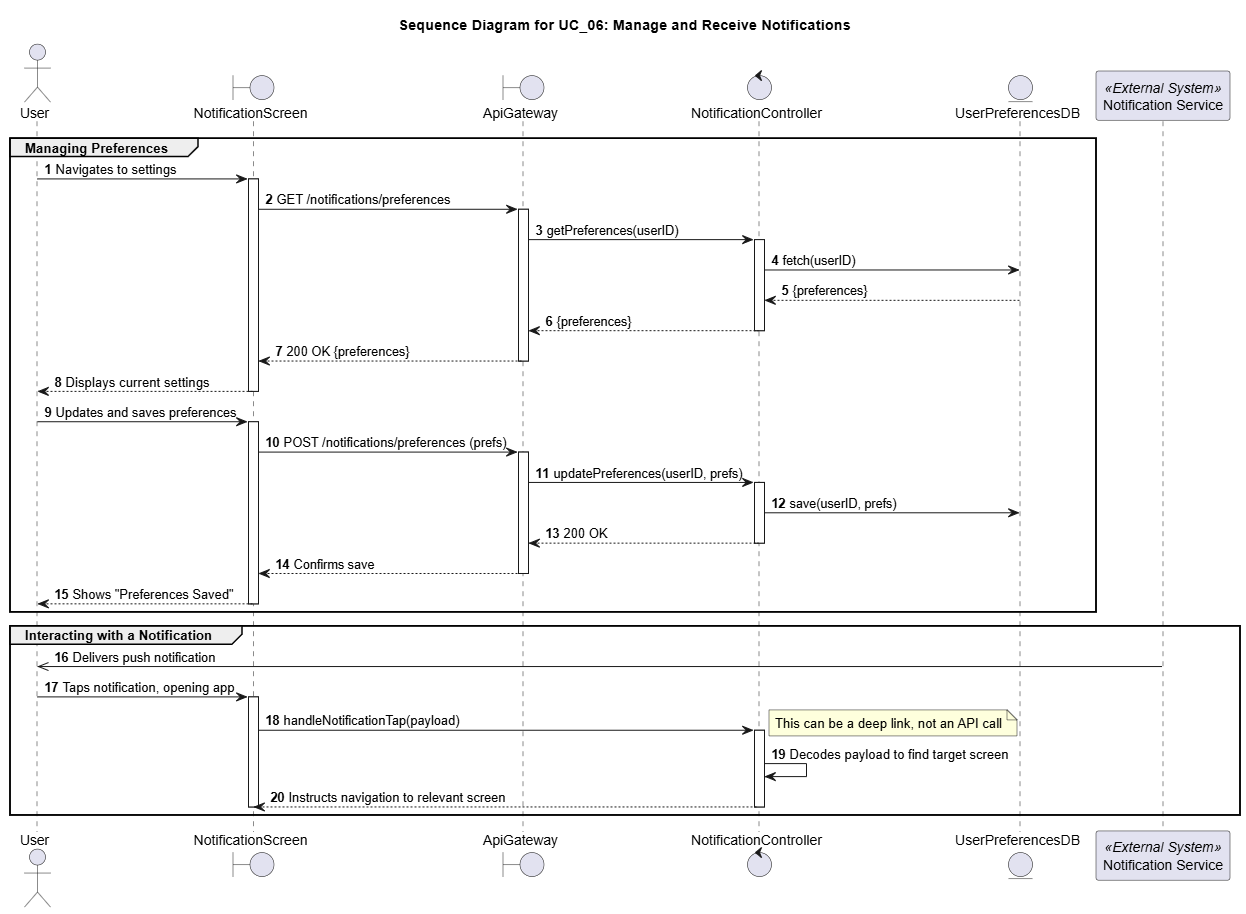 Sequence Diagram for UC_06: Manage and Receive Notifications
User
NotificationScreen
ApiGateway
NotificationController
UserPreferencesDB
«External System»
Notification Service
Managing Preferences
1 Navigates to settings
2 GET /notifications/preferences
3 getPreferences(userID)
4 fetch(userID)
5 {preferences}
6 {preferences}
7 200 OK {preferences}
8 Displays current settings
9 Updates and saves preferences
10 POST /notifications/preferences (prefs)
11 updatePreferences(userID, prefs)
12 save(userID, prefs)
13 200 OK
14 Confirms save
15 Shows "Preferences Saved"
Interacting with a Notification
16 Delivers push notification
17 Taps notification, opening app
18 handleNotificationTap(payload)
This can be a deep link, not an API call
19 Decodes payload to find target screen
20 Instructs navigation to relevant screen
User
NotificationScreen
ApiGateway
NotificationController
UserPreferencesDB
«External System»
Notification Service